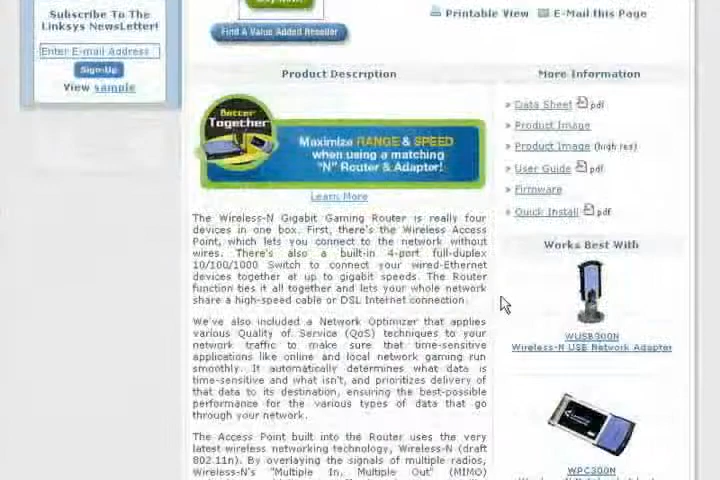 Subscribe To The
Linksys NewsLetter!
Enter E-mail Address
Sign-Up
View sample
Find A Value Added Reseller
Printable View
E-Mail this Page
Product Description
Better
Together
Maximize RANGE & SPEED
when using a matching
"N" Router & Adapter!
Learn More
The Wireless-N Gigabit Gaming Router is really four
devices in one box. First, there's the Wireless Access
Point, which lets you connect to the network without
wires. There's also a built-in 4-port full-duplex
10/100/1000 Switch to connect your wired-Ethernet
devices together at up to gigabit speeds. The Router
function ties it all together and lets your whole network
share a high-speed cable or DSL Internet connection.
We've also included a Network Optimizer that applies
various Quality of Service (QoS) techniques to your
network traffic to make sure that time-sensitive
applications like online and local network gaming run
smoothly. It automatically determines what data is
time-sensitive and what isn't, and prioritizes delivery of
that data to its destination, ensuring the best-possible
performance for the various types of data that go
through your network.
The Access Point built into the Router uses the very
latest wireless networking technology, Wireless-N (draft
802.11n). By overlaying the signals of multiple radios,
Wireless-N's "Multiple In, Multiple Out" (MIMO)
More Information
» Data Sheet pdf
» Product Image
» Product Image (high res)
» User Guide pdf
» Firmware
» Quick Install pdf
Works Best With
WUSB300N
Wireless-N USB Network Adapter
WPC300N